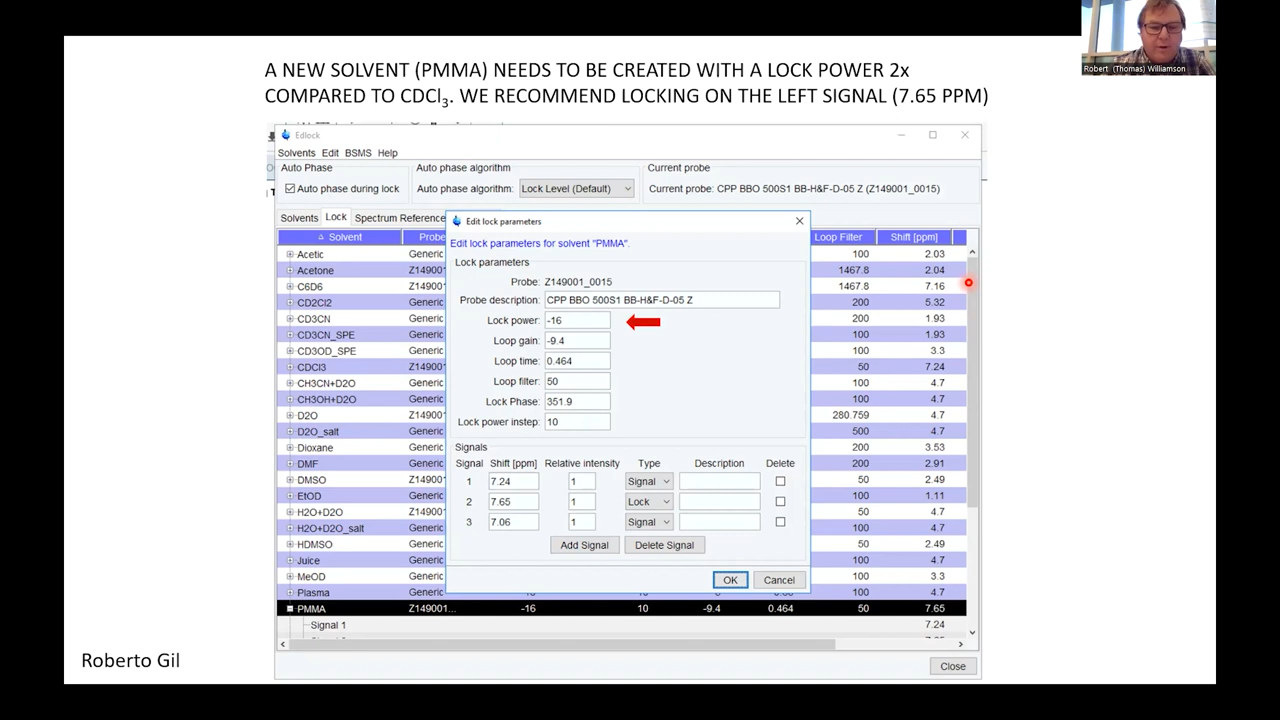 Robert (Thomas) Williamson
A NEW SOLVENT (PMMA) NEEDS TO BE CREATED WITH A LOCK POWER 2x
COMPARED TO CDCl3. WE RECOMMEND LOCKING ON THE LEFT SIGNAL (7.65 PPM)
Edlock
Solvents Edit BSMS Help
Auto Phase Auto phase algorithm Current probe
Auto phase during lock Auto phase algorithm: Lock Level (Default) Current probe: CPP BBO 500S1 BB-H&F-D-05 Z (Z149001_0015)
Solvents Lock Spectrum Reference
Edit lock parameters
Solvent Probe Loop Filter Shift [ppm]
Edit lock parameters for solvent "PMMA".
Acetic Generic 100 2.03
Lock parameters
Acetone Z149001 1467.8 2.04
Probe: Z149001_0015
C6D6 Z149001 1467.8 7.16
Probe description: CPP BBO 500S1 BB-H&F-D-05 Z
CD2Cl2 Generic 200 5.32
Lock power: -16
CD3CN Generic 200 1.93
CD3CN_SPE Generic 100 1.93
Loop gain: -9.4
CD3OD_SPE Generic 100 3.3
Loop time: 0.464
CDCl3 Z149001 50 7.24
Loop filter: 50
CH3CN+D2O Generic 100 4.7
Lock Phase: 351.9
CH3OH+D2O Generic 100 4.7
D2O Z149001 280.759 4.7
Lock power instep: 10
D2O_salt Generic 500 4.7
Dioxane Generic 200 3.53
Signals
DMF Generic 200 2.91
Signal Shift [ppm] Relative intensity Type Description Delete
DMSO Z149001 50 2.49
1 7.24 1 Signal
EtOD Generic 100 1.11
2 7.65 1 Lock
H2O+D2O Generic 50 4.7
3 7.06 1 Signal
H2O+D2O_salt Generic 100 4.7
HDMSO Generic 50 2.49
Add Signal Delete Signal
Juice Generic 100 4.7
MeOD Generic 100 3.3
OK Cancel
Plasma Generic 100 4.7
PMMA Z149001... -16 10 -9.4 0.464 50 7.65
Signal 1 7.24
Roberto Gil
Close